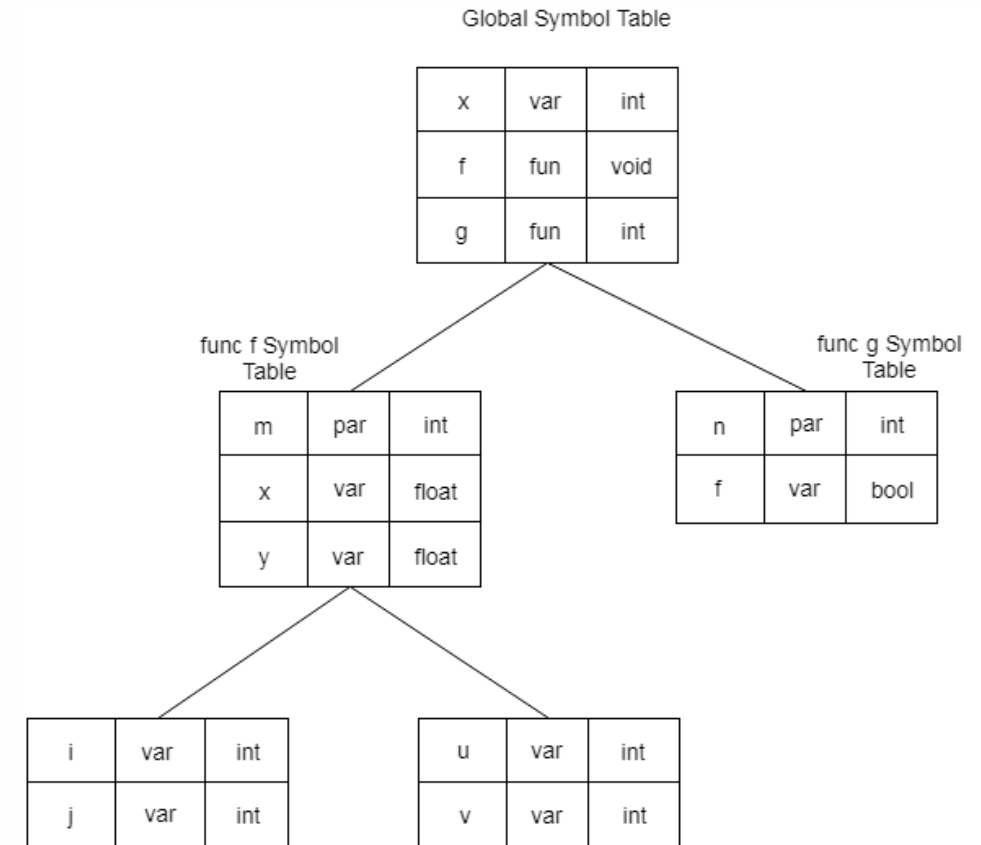 Global Symbol Table
x var int
f fun void
g fun int
func f Symbol
Table
m par int
x var float
y var float
func g Symbol
Table
n par int
f var bool
i var int
j var int
u var int
v var int